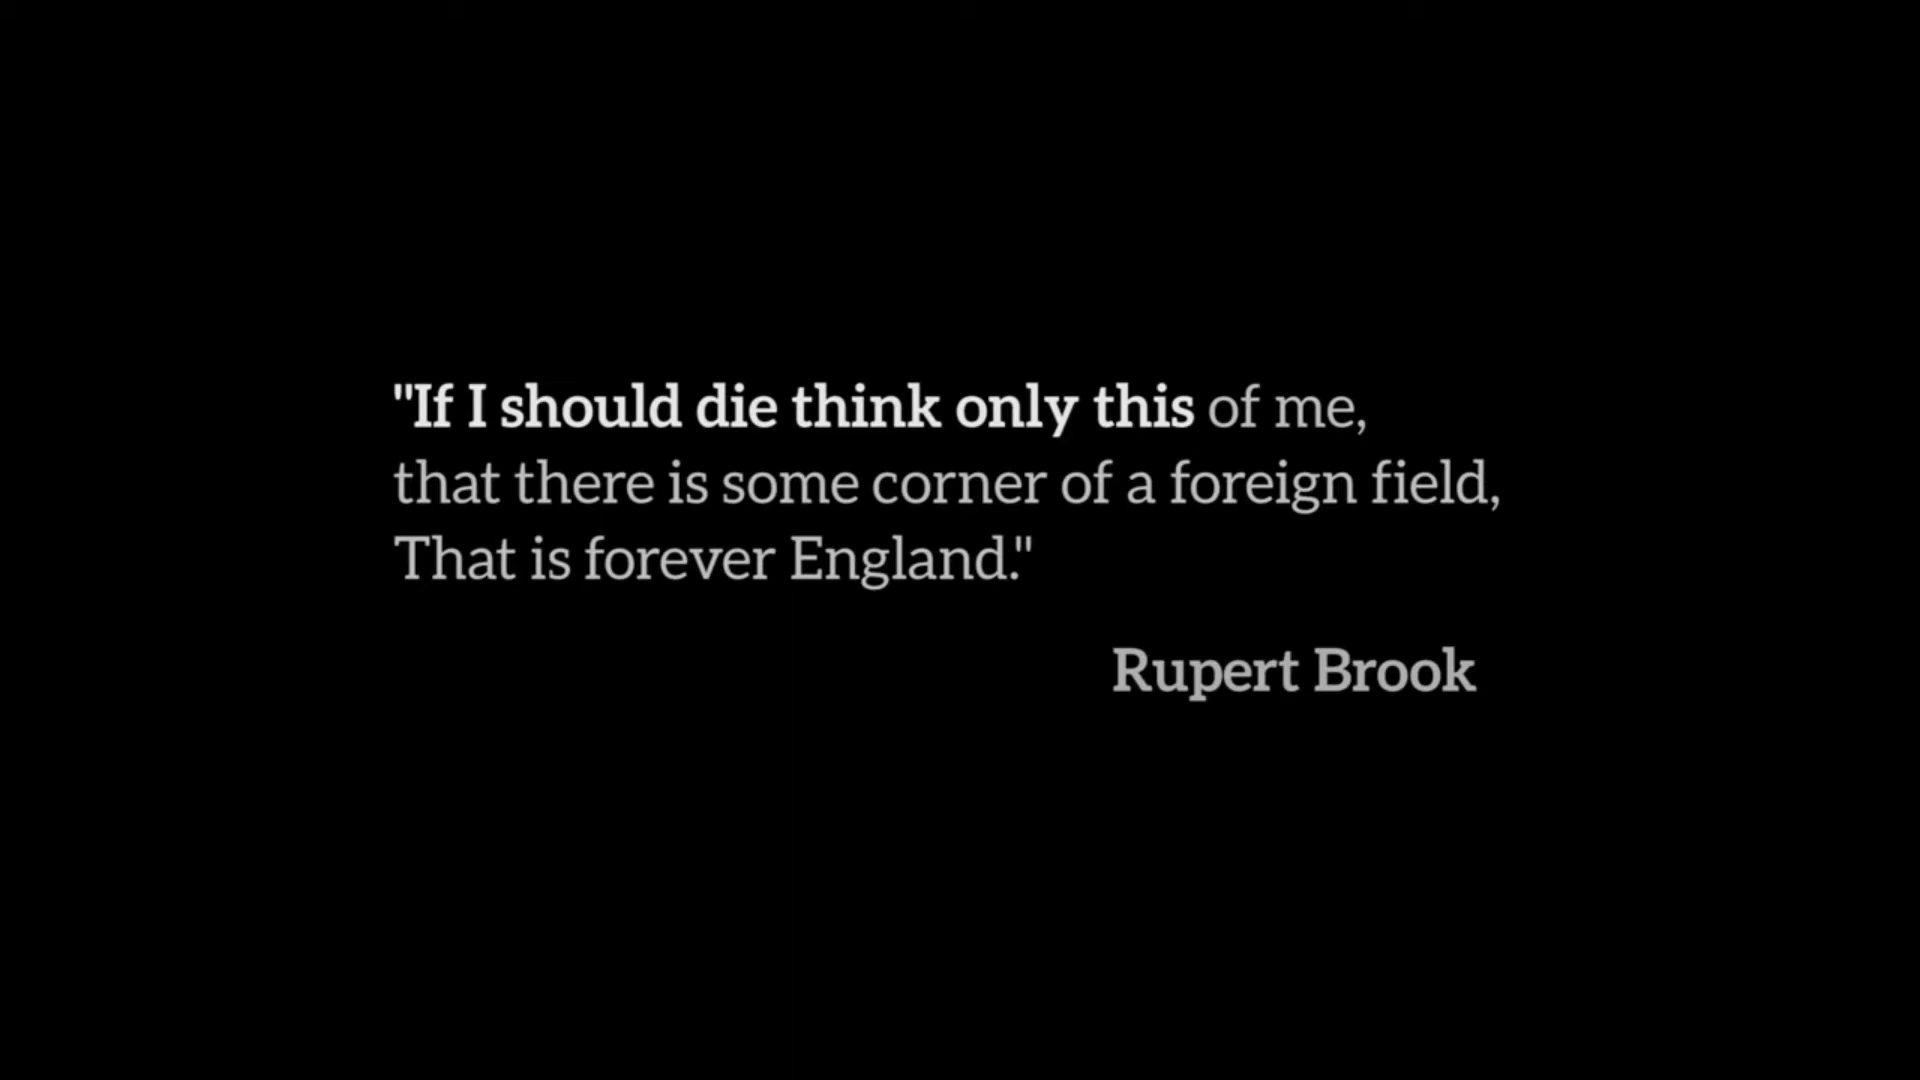 "If I should die think only this of me,
that there is some corner of a foreign field,
That is forever England."
Rupert Brook